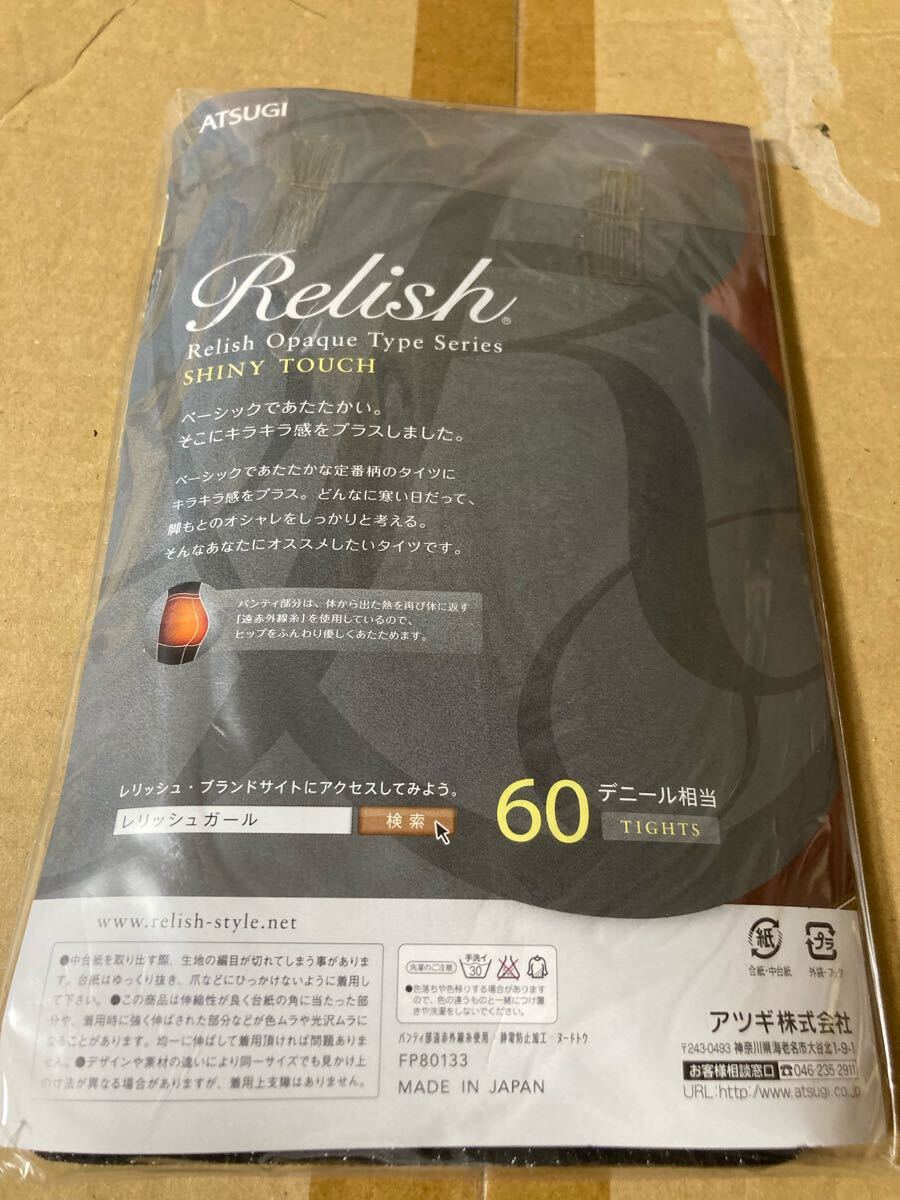 ATSUGI
Relish®
Relish Opaque Type Series
SHINY TOUCH
ベーシックであたたかい。
そこにキラキラ感をプラスしました。
ベーシックであたたかな定番柄のタイツに
キラキラ感をプラス。どんなに寒い日だって、
脚もとのオシャレをしっかりと考える。
そんなあなたにオススメしたいタイツです。
パンティ部分は、体から出た熱を再び体に返す
「遠赤外線糸」を使用しているので、
ヒップをふんわり優しくあたためます。
レリッシュ・ブランドサイトにアクセスしてみよう。
レリッシュガール 検索
60 デニール相当
TIGHTS
www.relish-style.net
●中台紙を取り出す際、生地の編目が切れてしまう事がありま
す。台紙はゆっくり抜き、爪などにひっかけないように着用し
て下さい。●この商品は伸縮性が良く台紙の角に当たった部
分や、着用時に強く伸ばされた部分などが色ムラや光沢ムラに
なることがあります。均一に伸ばして着用頂ければ問題ありま
せん。●デザインや素材の違いにより同一サイズでも見かけ上
の寸法が異なる場合がありますが、着用上支障はありません。
洗濯のご注意 手洗イ 30
●色落ちや色移りする場合があります
ので、色の違うものと一緒につけ置
きや洗濯をしないでください。
パンティ部遠赤外線糸使用 静電防止加工 ヌードトウ
FP80133
MADE IN JAPAN
紙 プラ
台紙・中台紙 外袋・フック
アツギ株式会社
〒243-0493 神奈川県海老名市大谷北1-9-1
お客様相談窓口 ☎046-235-2911
URL:http://www.atsugi.co.jp